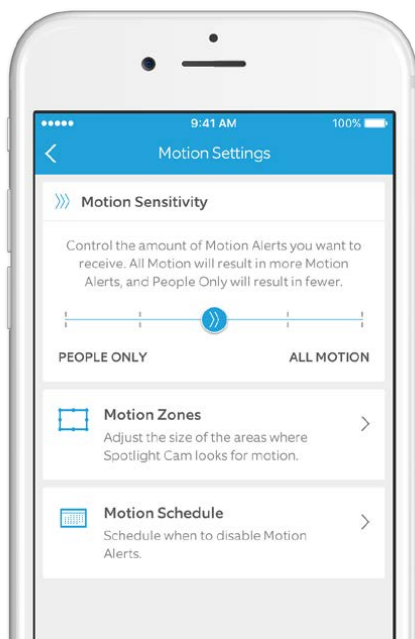 9:41 AM
100%
Motion Settings
Motion Sensitivity
Control the amount of Motion Alerts you want to
receive. All Motion will result in more Motion
Alerts, and People Only will result in fewer.
PEOPLE ONLY
ALL MOTION
Motion Zones
Adjust the size of the areas where
Spotlight Cam looks for motion.
Motion Schedule
Schedule when to disable Motion
Alerts.